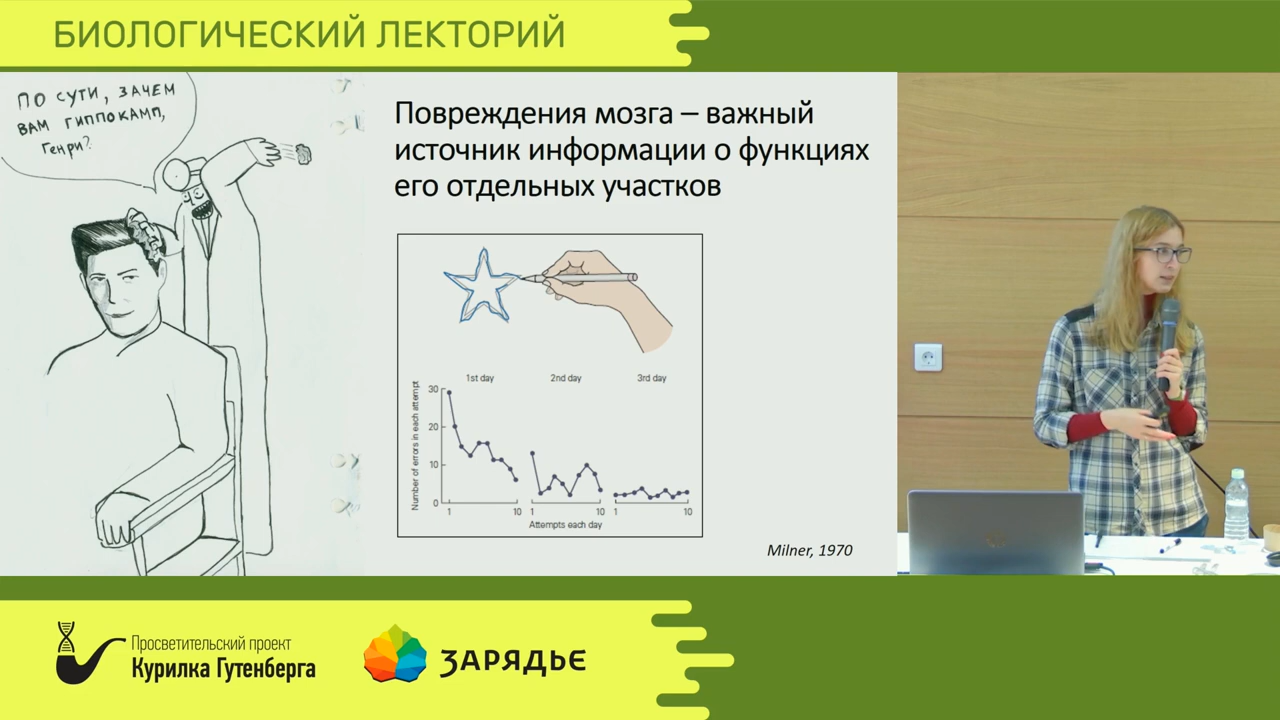 БИОЛОГИЧЕСКИЙ ЛЕКТОРИЙ
ПО СУТИ, ЗАЧЕМ
ВАМ ГИППОКАМП,
Генри?
Повреждения мозга – важный
источник информации о функциях
его отдельных участков
1st day 2nd day 3rd day
Number of errors in each attempt
30
20
10
0
1 10 1 10 1 10
Attempts each day
Milner, 1970
Просветительский проект
Курилка Гутенберга
ЗАРЯДЬЕ